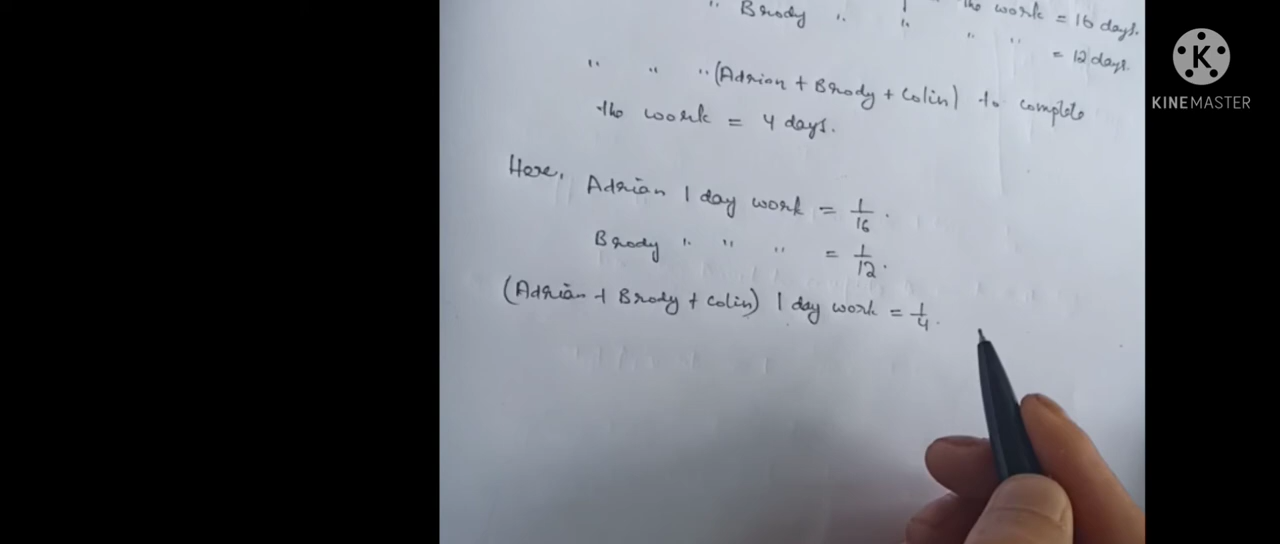 the work = 16 days.
" Brody " " " " = 12 days.
" " " (Adrian + Brody + Colin) to complete
the work = 4 days.
Here, Adrian 1 day work = 1/16.
Brody " " " = 1/12.
(Adrian + Brody + Colin) 1 day work = 1/4.
K
KINEMASTER